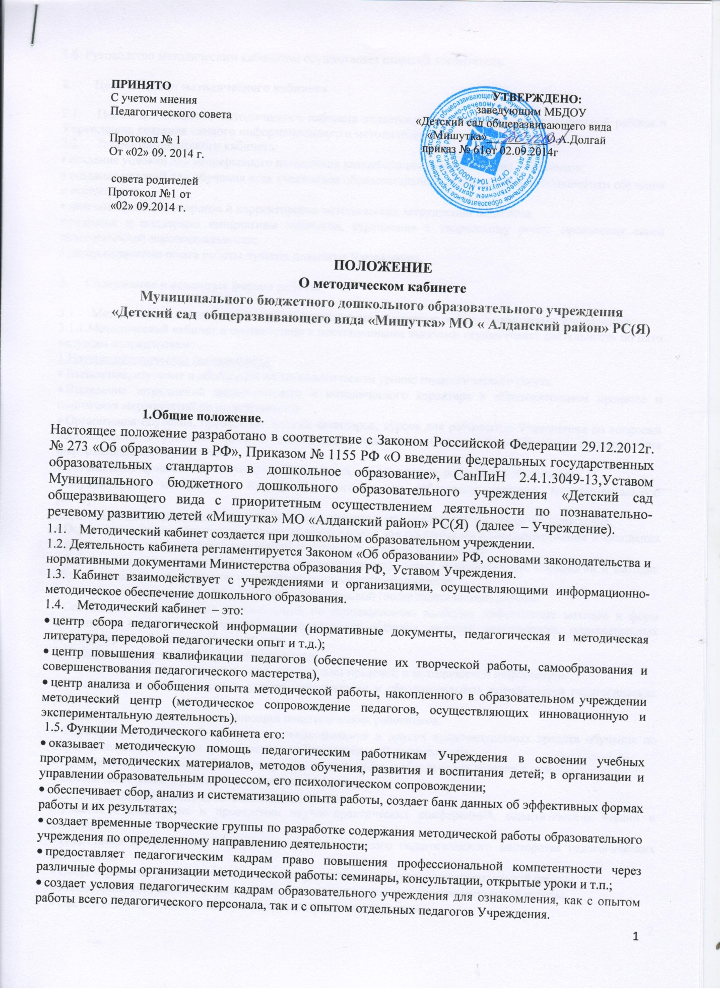 ПРИНЯТО
С учетом мнения
Педагогического совета
Протокол № 1
От «02» 09. 2014 г.
совета родителей
Протокол №1 от
«02» 09.2014 г.
УТВЕРЖДЕНО:
заведующим МБДОУ
«Детский сад общеразвивающего вида
«Мишутка» О.А.Долгай
приказ № 61от 02.09.2014г
ПОЛОЖЕНИЕ
О методическом кабинете
Муниципального бюджетного дошкольного образовательного учреждения
«Детский сад общеразвивающего вида «Мишутка» МО « Алданский район» РС(Я)
1.Общие положение.
Настоящее положение разработано в соответствие с Законом Российской Федерации 29.12.2012г.
№ 273 «Об образовании в РФ», Приказом № 1155 РФ «О введении федеральных государственных
образовательных стандартов в дошкольное образование», СанПиН 2.4.1.3049-13,Уставом
Муниципального бюджетного дошкольного образовательного учреждения «Детский сад
общеразвивающего вида с приоритетным осуществлением деятельности по познавательно-
речевому развитию детей «Мишутка» МО «Алданский район» РС(Я) (далее – Учреждение).
1.1. Методический кабинет создается при дошкольном образовательном учреждении.
1.2. Деятельность кабинета регламентируется Законом «Об образовании» РФ, основами законодательства и
нормативными документами Министерства образования РФ, Уставом Учреждения.
1.3. Кабинет взаимодействует с учреждениями и организациями, осуществляющими информационно-
методическое обеспечение дошкольного образования.
1.4. Методический кабинет – это:
• центр сбора педагогической информации (нормативные документы, педагогическая и методическая
литература, передовой педагогически опыт и т.д.);
• центр повышения квалификации педагогов (обеспечение их творческой работы, самообразования и
совершенствования педагогического мастерства),
• центр анализа и обобщения опыта методической работы, накопленного в образовательном учреждении
методический центр (методическое сопровождение педагогов, осуществляющих инновационную и
экспериментальную деятельность).
1.5. Функции Методического кабинета его:
• оказывает методическую помощь педагогическим работникам Учреждения в освоении учебных
программ, методических материалов, методов обучения, развития и воспитания детей; в организации и
управлении образовательным процессом, его психологическом сопровождении;
• обеспечивает сбор, анализ и систематизацию опыта работы, создает банк данных об эффективных формах
работы и их результатах;
• создает временные творческие группы по разработке содержания методической работы образовательного
учреждения по определенному направлению деятельности;
• предоставляет педагогическим кадрам право повышения профессиональной компетентности через
различные формы организации методической работы: семинары, консультации, открытые уроки и т.п.;
• создает условия педагогическим кадрам образовательного учреждения для ознакомления, как с опытом
работы всего педагогического персонала, так и с опытом отдельных педагогов Учреждения.
1